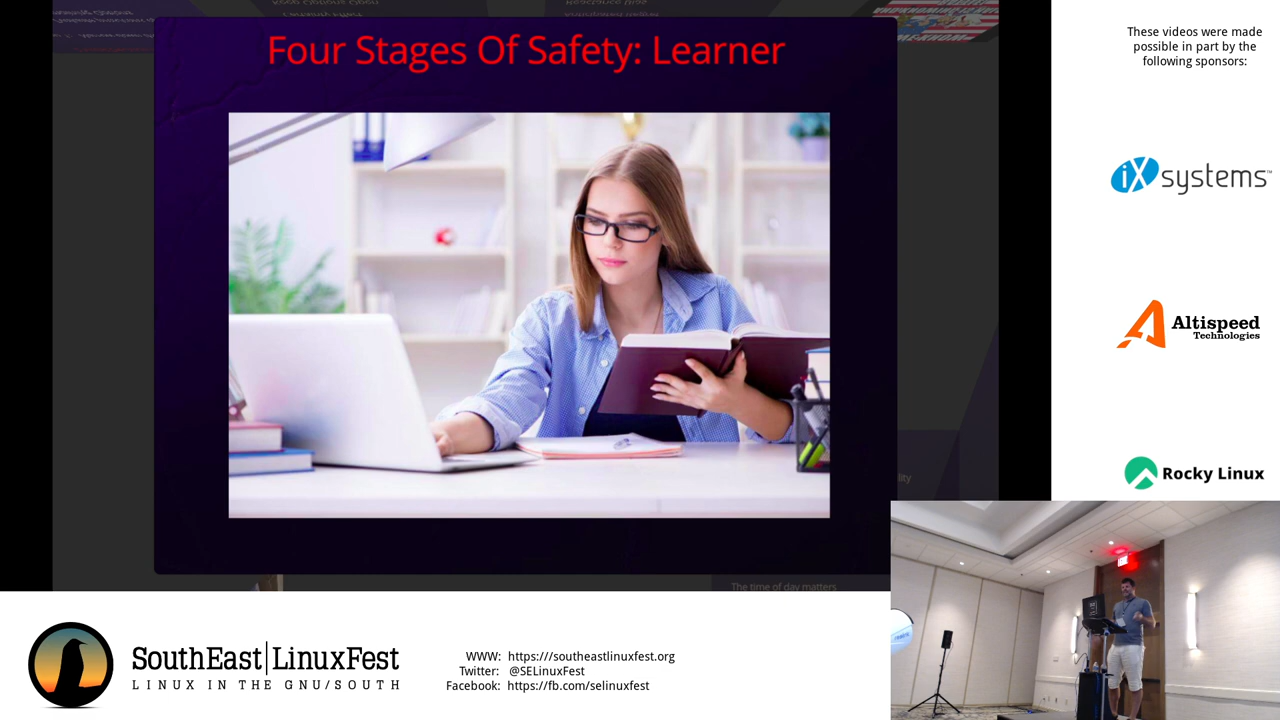 Four Stages Of Safety: Learner
lity
The time of day matters
These videos were made
possible in part by the
following sponsors:
iXsystems™
Altispeed
Technologies
Rocky Linux
SouthEast|LinuxFest
LINUX IN THE GNU/SOUTH
WWW: https:///southeastlinuxfest.org
Twitter: @SELinuxFest
Facebook: https://fb.com/selinuxfest